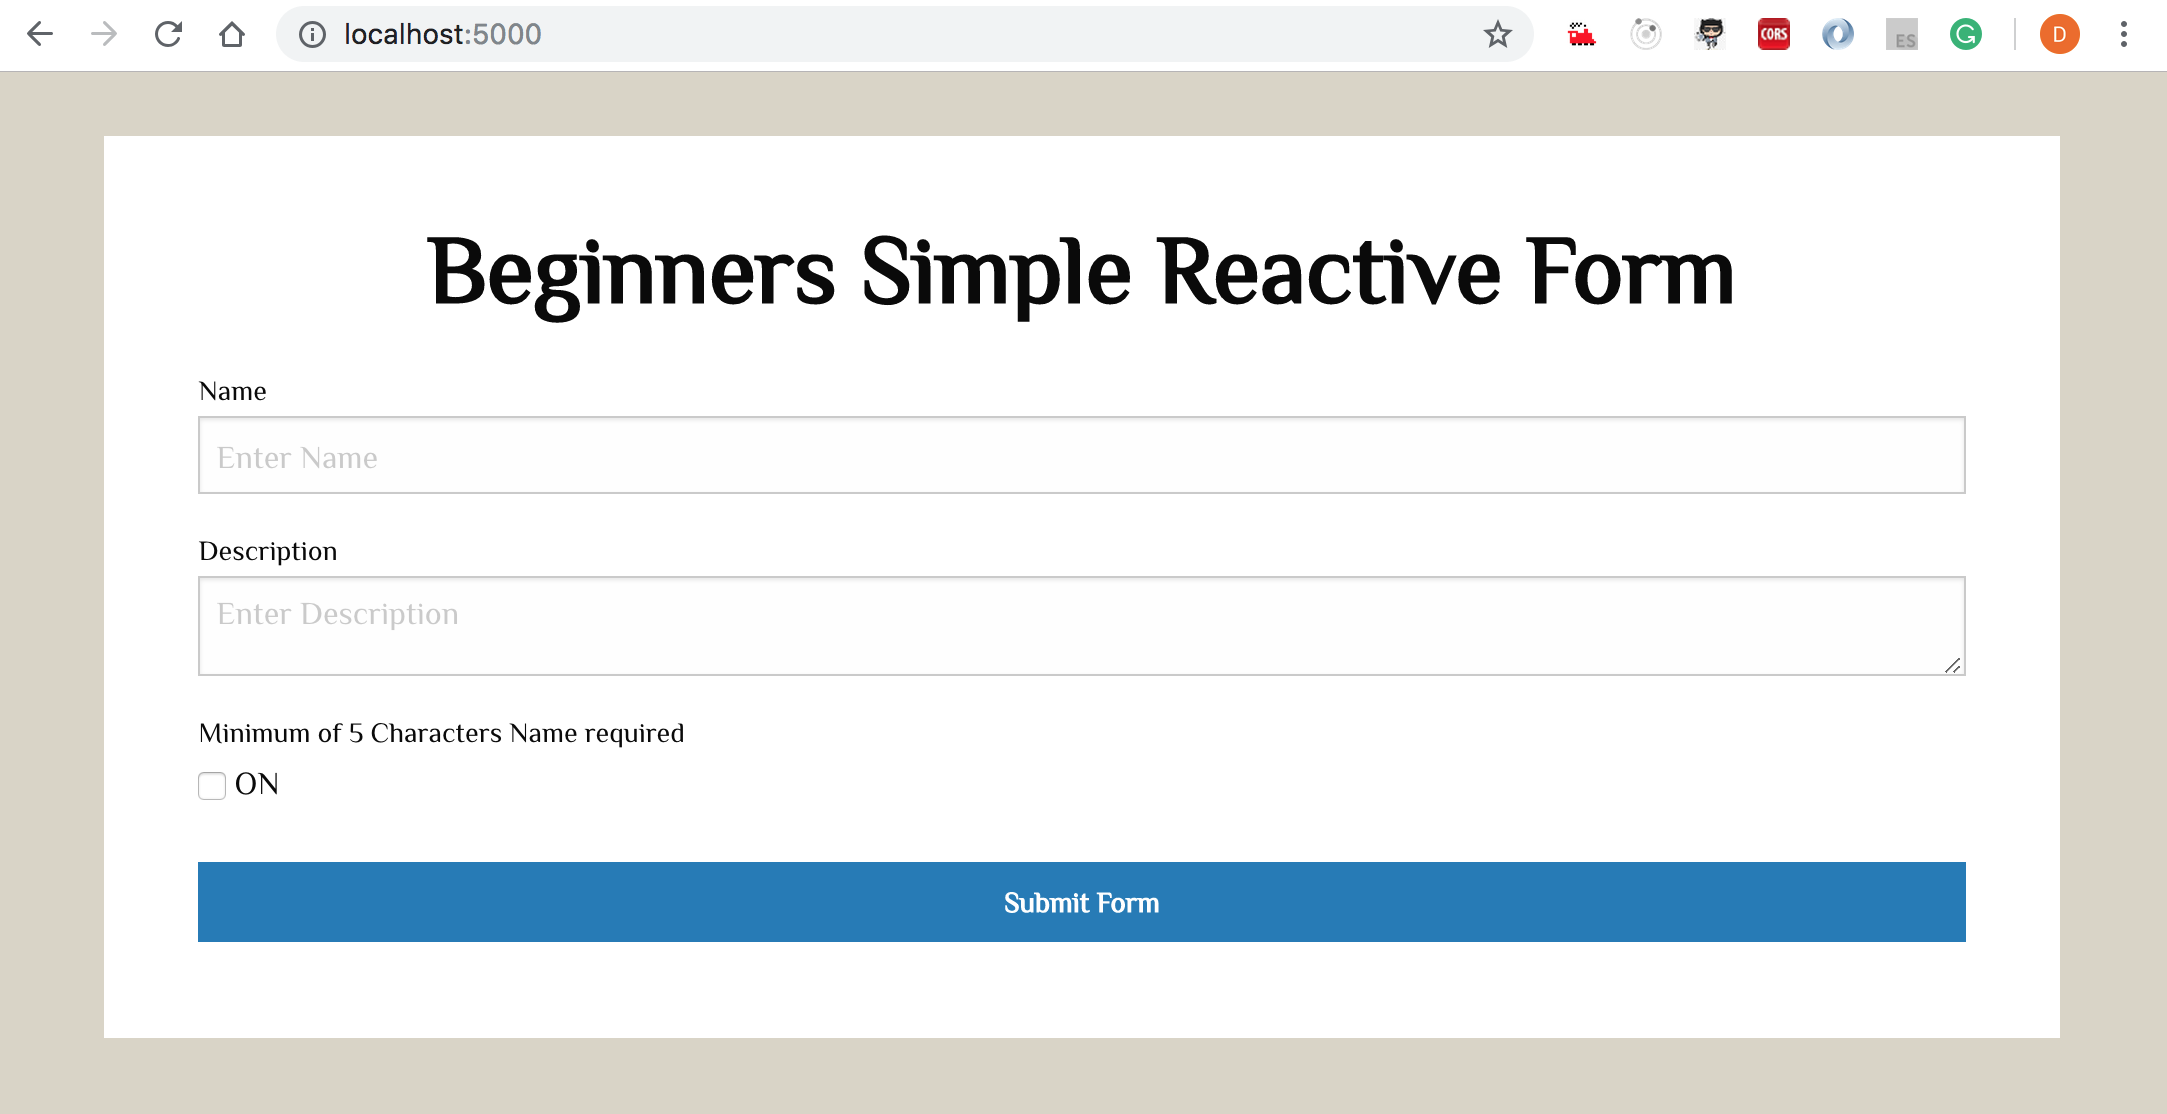 localhost:5000
CORS
ES
G
D
Beginners Simple Reactive Form
Name
Enter Name
Description
Enter Description
Minimum of 5 Characters Name required
ON
Submit Form